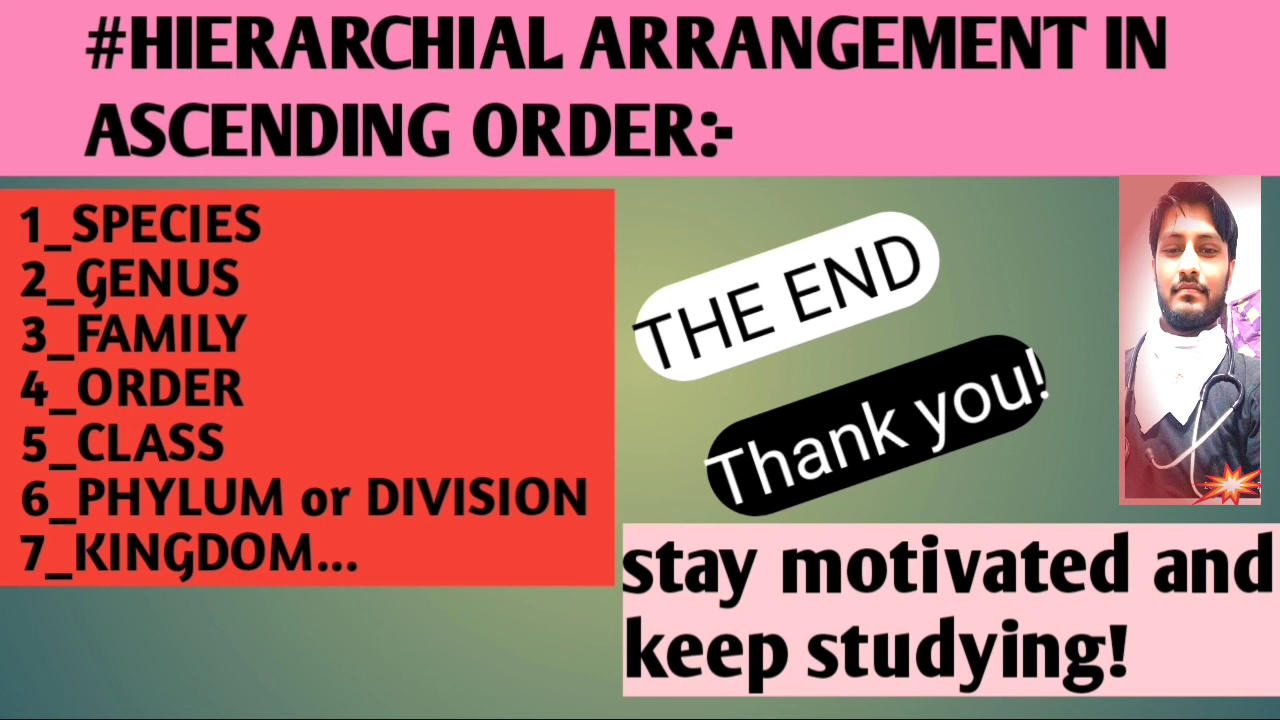 #HIERARCHIAL ARRANGEMENT IN
ASCENDING ORDER:-
1_SPECIES
2_GENUS
3_FAMILY
4_ORDER
5_CLASS
6_PHYLUM or DIVISION
7_KINGDOM...
THE END
Thank you!
stay motivated and
keep studying!